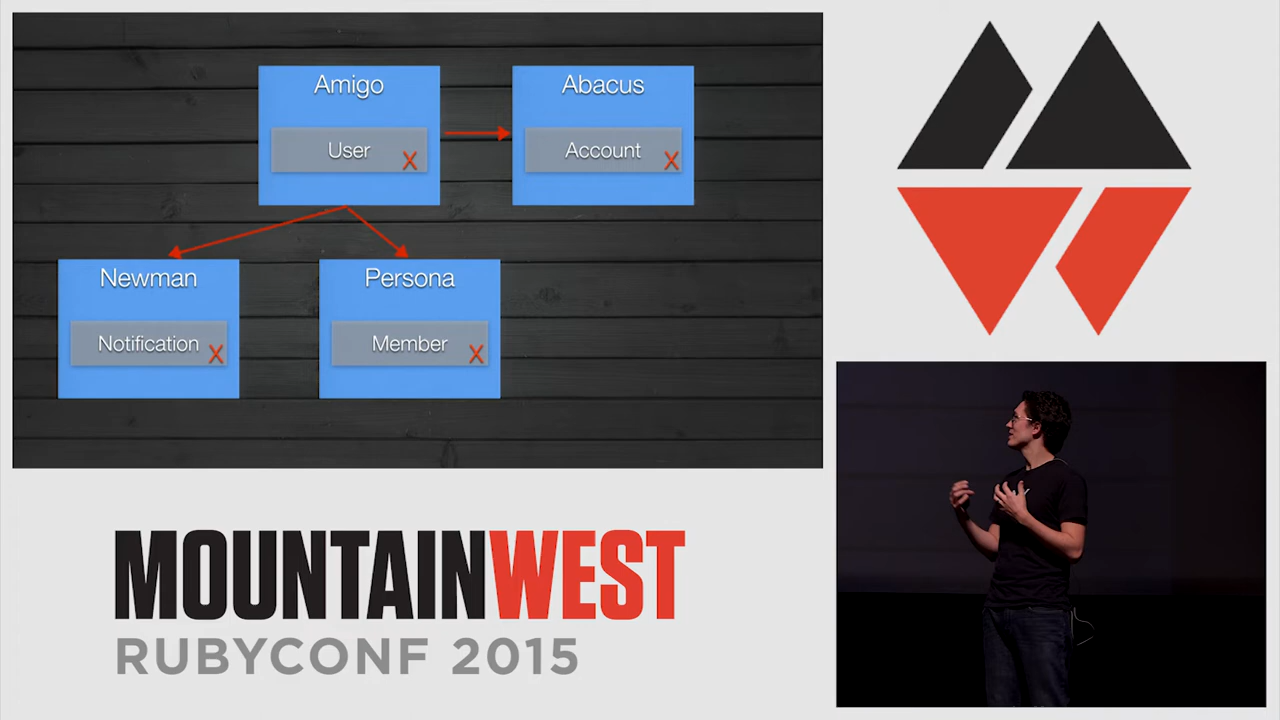 Amigo
User
X
Abacus
Account
X
Newman
Notification
X
Persona
Member
X
MOUNTAINWEST
RUBYCONF 2015